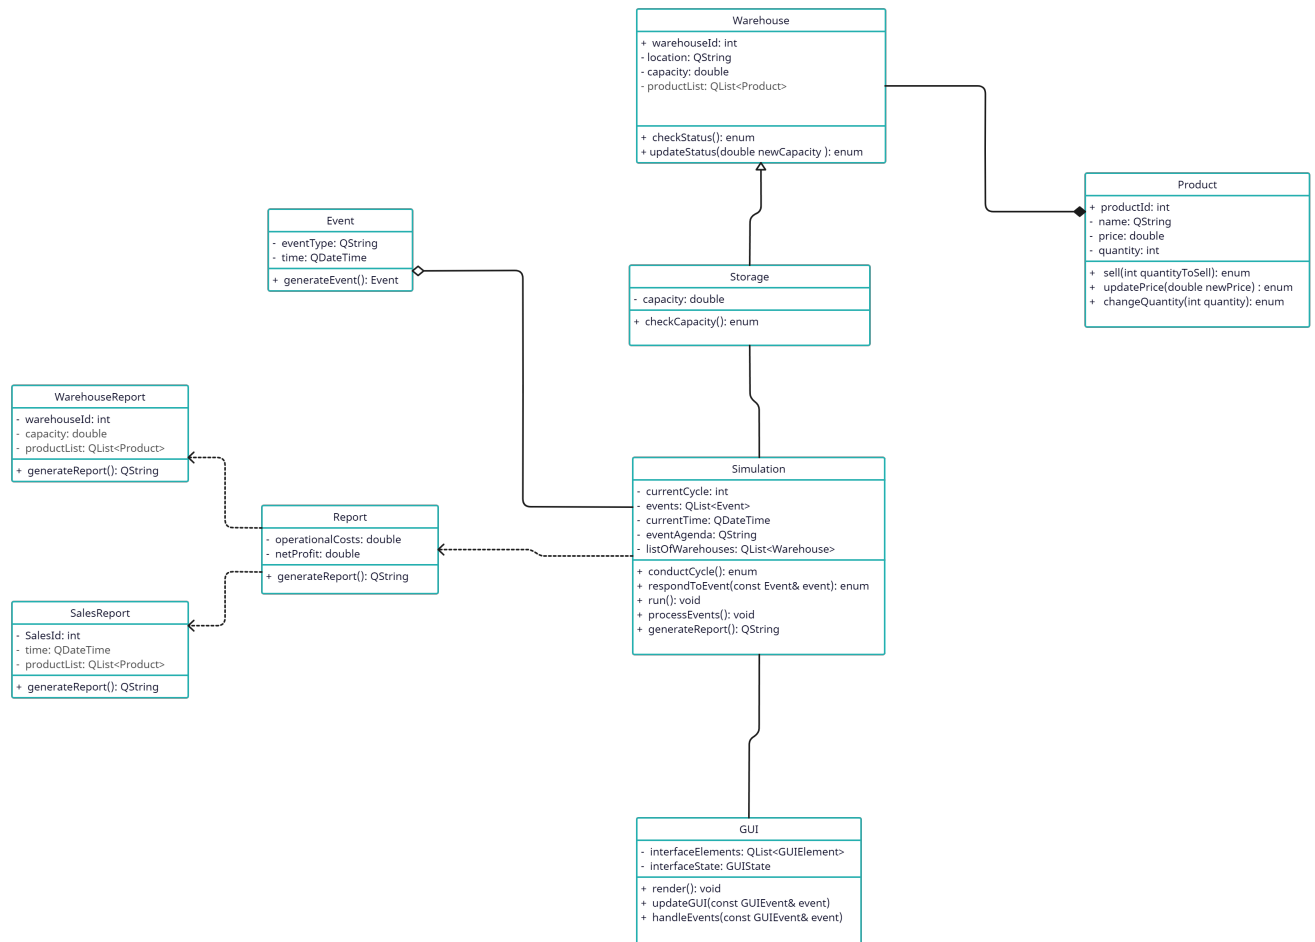 Warehouse
+ warehouseId: int
- location: QString
- capacity: double
- productList: QList<Product>
+ checkStatus(): enum
+ updateStatus(double newCapacity ): enum
Product
+ productId: int
- name: QString
- price: double
- quantity: int
+ sell(int quantityToSell): enum
+ updatePrice(double newPrice) : enum
+ changeQuantity(int quantity): enum
Event
- eventType: QString
- time: QDateTime
+ generateEvent(): Event
Storage
- capacity: double
+ checkCapacity(): enum
WarehouseReport
- warehouseId: int
- capacity: double
- productList: QList<Product>
+ generateReport(): QString
Simulation
- currentCycle: int
- events: QList<Event>
- currentTime: QDateTime
- eventAgenda: QString
- listOfWarehouses: QList<Warehouse>
+ conductCycle(): enum
+ respondToEvent(const Event& event): enum
+ run(): void
+ processEvents(): void
+ generateReport(): QString
Report
- operationalCosts: double
- netProfit: double
+ generateReport(): QString
SalesReport
- SalesId: int
- time: QDateTime
- productList: QList<Product>
+ generateReport(): QString
GUI
- interfaceElements: QList<GUIElement>
- interfaceState: GUIState
+ render(): void
+ updateGUI(const GUIEvent& event)
+ handleEvents(const GUIEvent& event)